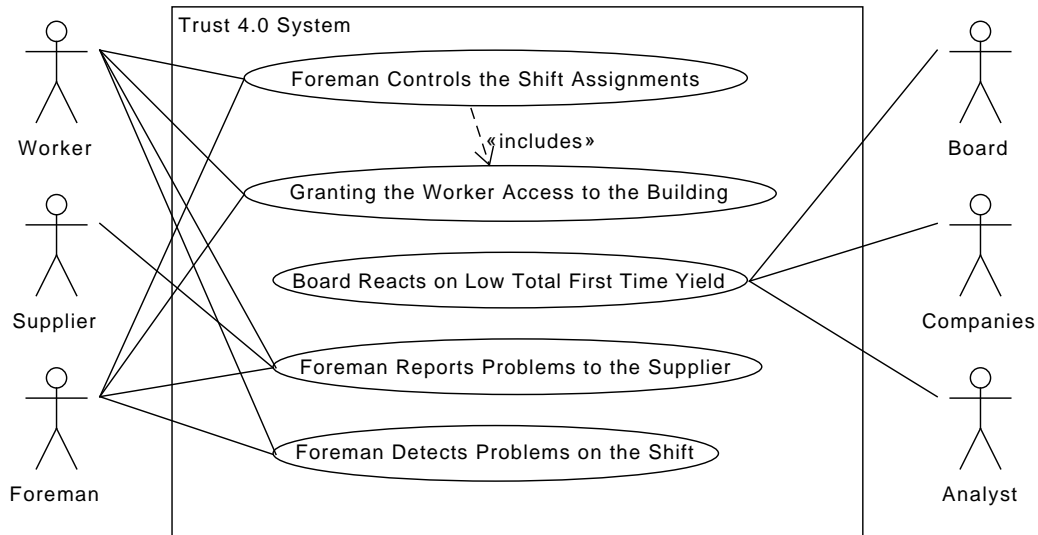 Trust 4.0 System
Worker
Supplier
Foreman
Foreman Controls the Shift Assignments
«includes»
Granting the Worker Access to the Building
Board Reacts on Low Total First Time Yield
Foreman Reports Problems to the Supplier
Foreman Detects Problems on the Shift
Board
Companies
Analyst